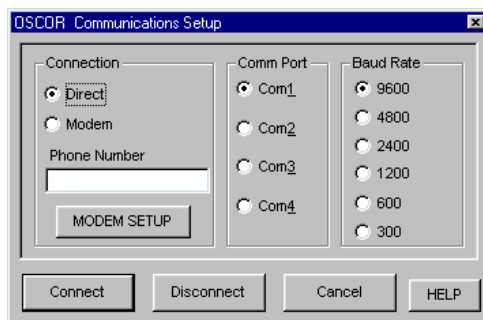 OSCOR Communications Setup
Connection
Direct
Modem
Phone Number
MODEM SETUP
Comm Port
Com1
Com2
Com3
Com4
Baud Rate
9600
4800
2400
1200
600
300
Connect
Disconnect
Cancel
HELP